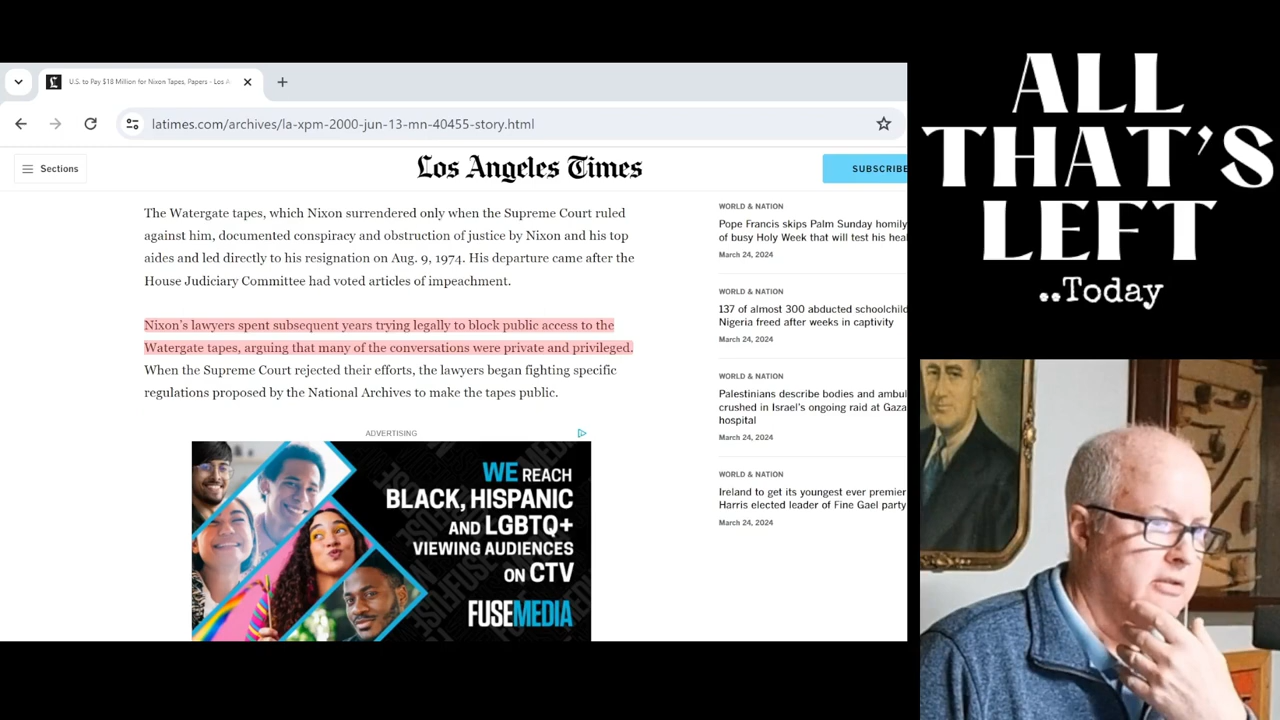 U.S. to Pay $18 Million for Nixon Tapes, Papers - Los A
latimes.com/archives/la-xpm-2000-jun-13-mn-40455-story.html
Sections
Los Angeles Times
SUBSCRIBE
The Watergate tapes, which Nixon surrendered only when the Supreme Court ruled
against him, documented conspiracy and obstruction of justice by Nixon and his top
aides and led directly to his resignation on Aug. 9, 1974. His departure came after the
House Judiciary Committee had voted articles of impeachment.
Nixon's lawyers spent subsequent years trying legally to block public access to the
Watergate tapes, arguing that many of the conversations were private and privileged.
When the Supreme Court rejected their efforts, the lawyers began fighting specific
regulations proposed by the National Archives to make the tapes public.
ADVERTISING
WE REACH
BLACK, HISPANIC
AND LGBTQ+
VIEWING AUDIENCES
ON CTV
FUSEMEDIA
WORLD & NATION
Pope Francis skips Palm Sunday homily
of busy Holy Week that will test his heal
March 24, 2024
WORLD & NATION
137 of almost 300 abducted schoolchild
Nigeria freed after weeks in captivity
March 24, 2024
WORLD & NATION
Palestinians describe bodies and ambul
crushed in Israel's ongoing raid at Gaza
hospital
March 24, 2024
WORLD & NATION
Ireland to get its youngest ever premier
Harris elected leader of Fine Gael party
March 24, 2024
ALL
THAT'S
LEFT
..Today